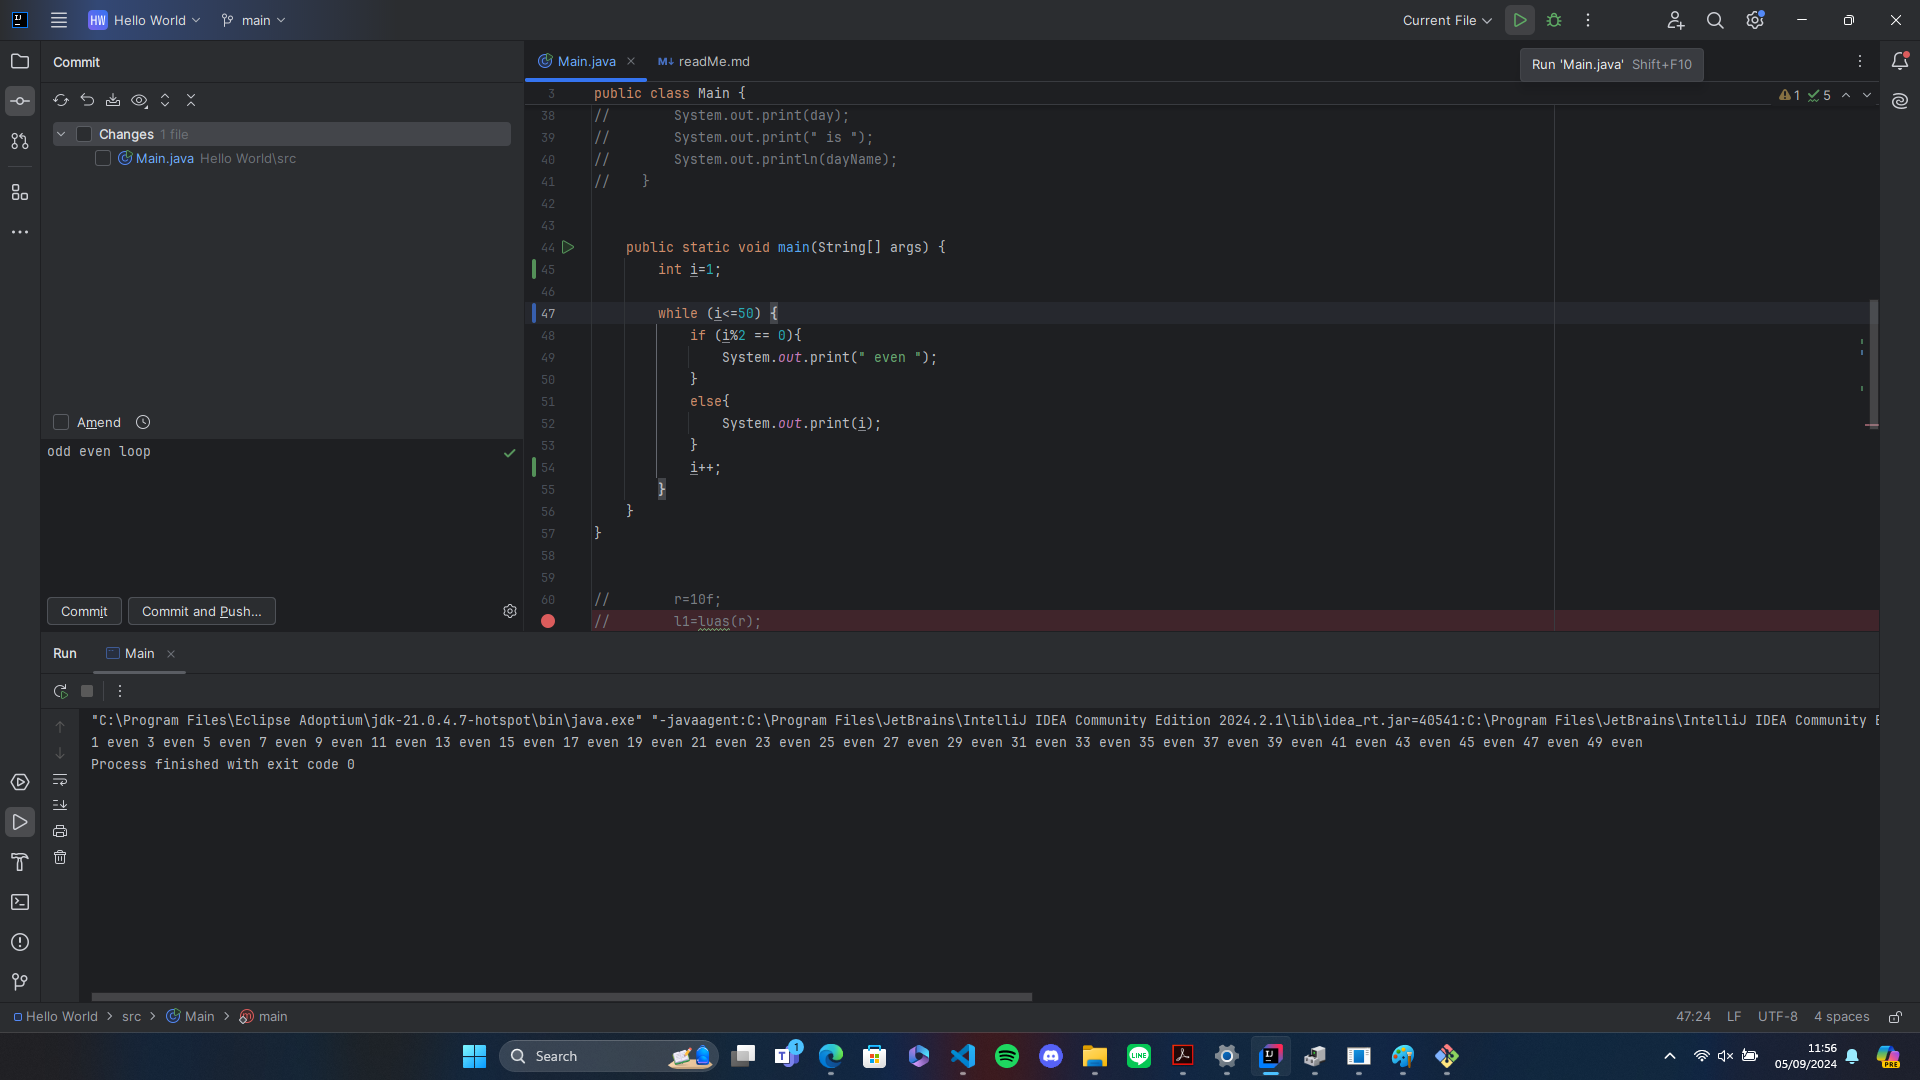 HW Hello World main Current File
Commit
Main.java readMe.md
Run 'Main.java' Shift+F10
Changes 1 file
Main.java Hello World\src
Amend
odd even loop
Commit Commit and Push...
3 public class Main {
1 5
38 // System.out.print(day);
39 // System.out.print(" is ");
40 // System.out.println(dayName);
41 // }
42
43
44 public static void main(String[] args) {
45 int i=1;
46
47 while (i<=50) {
48 if (i%2 == 0){
49 System.out.print(" even ");
50 }
51 else{
52 System.out.print(i);
53 }
54 i++;
55 }
56 }
57 }
58
59
60 // r=10f;
// l1=luas(r);
Run Main
"C:\Program Files\Eclipse Adoptium\jdk-21.0.4.7-hotspot\bin\java.exe" "-javaagent:C:\Program Files\JetBrains\IntelliJ IDEA Community Edition 2024.2.1\lib\idea_rt.jar=40541:C:\Program Files\JetBrains\IntelliJ IDEA Community E
1 even 3 even 5 even 7 even 9 even 11 even 13 even 15 even 17 even 19 even 21 even 23 even 25 even 27 even 29 even 31 even 33 even 35 even 37 even 39 even 41 even 43 even 45 even 47 even 49 even
Process finished with exit code 0
Hello World > src > Main > main 47:24 LF UTF-8 4 spaces
Search 1 LINE PRE
11:56
05/09/2024